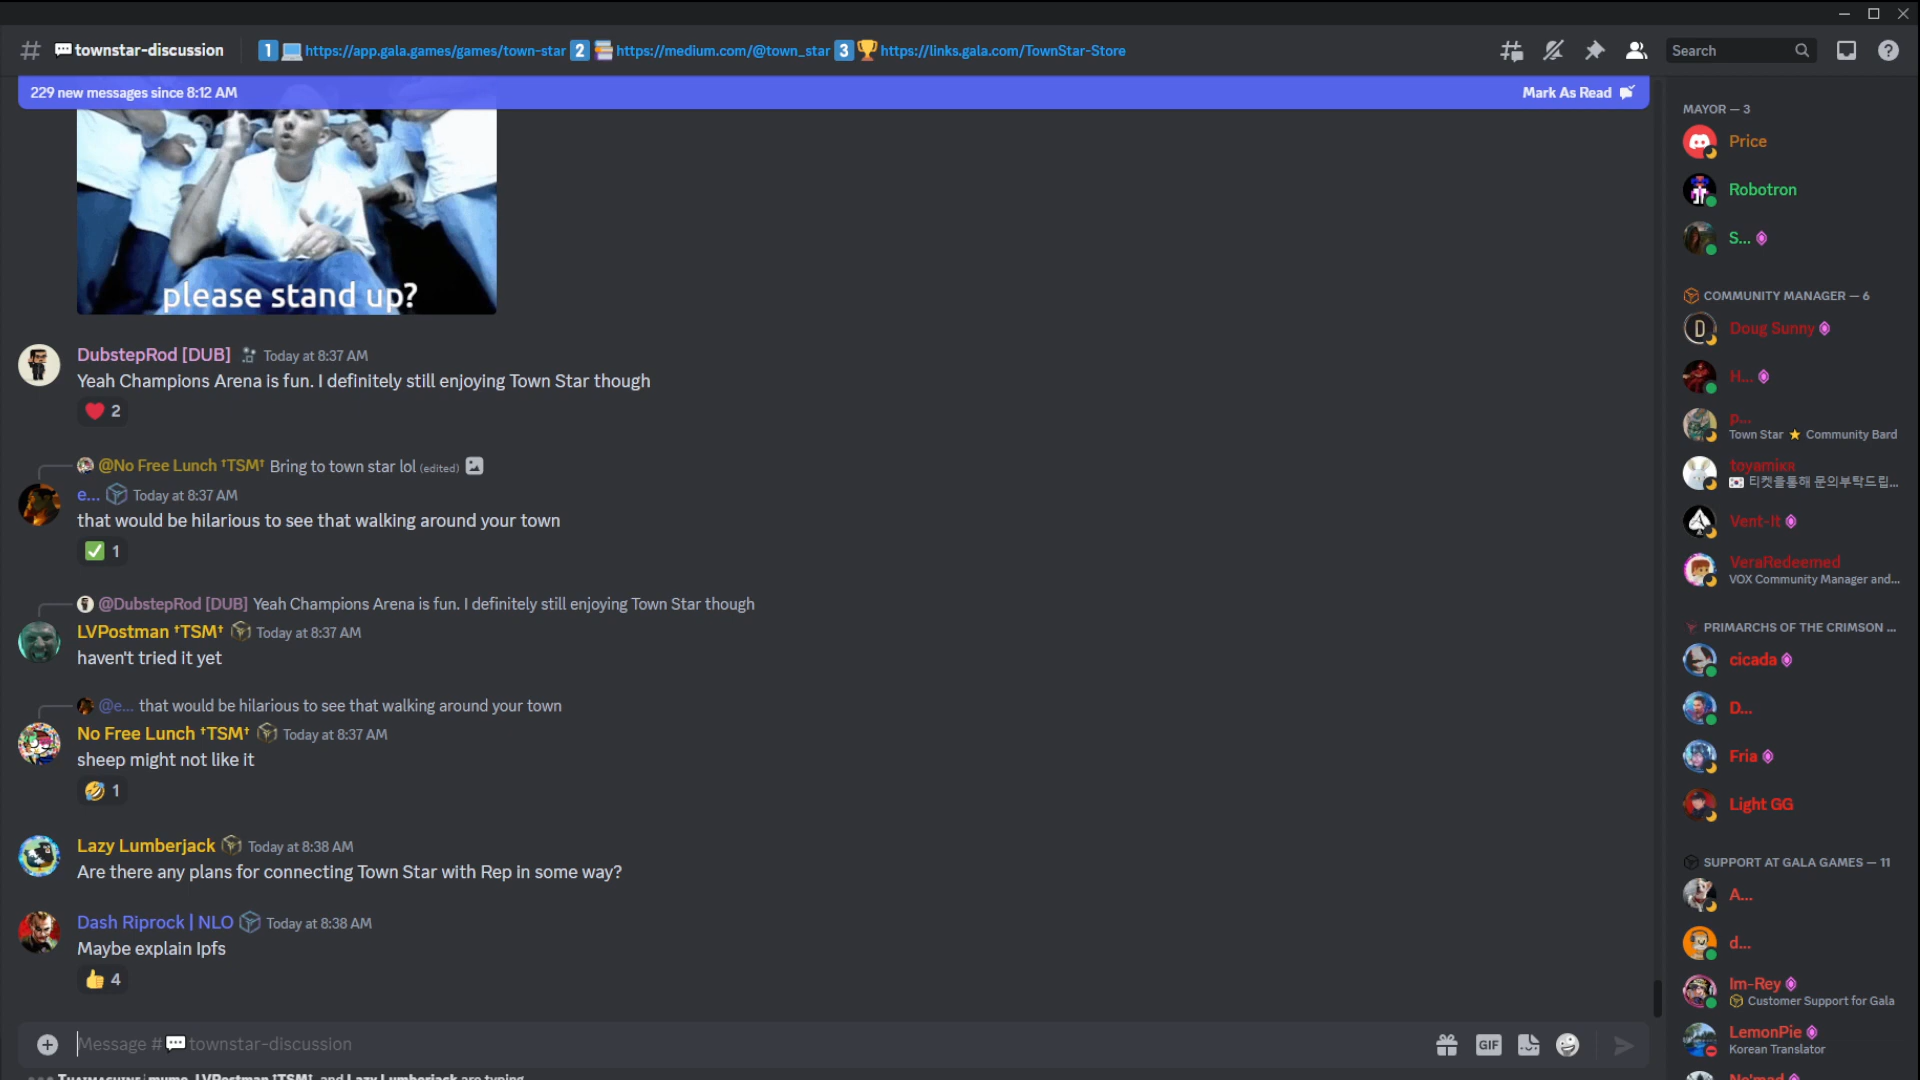 townstar-discussion
1 https://app.gala.games/games/town-star 2 https://medium.com/@town_star 3 https://links.gala.com/TownStar-Store
Search
229 new messages since 8:12 AM
Mark As Read
please stand up?
DubstepRod [DUB] Today at 8:37 AM
Yeah Champions Arena is fun. I definitely still enjoying Town Star though
2
@No Free Lunch †TSM† Bring to town star lol (edited)
e... Today at 8:37 AM
that would be hilarious to see that walking around your town
1
@DubstepRod [DUB] Yeah Champions Arena is fun. I definitely still enjoying Town Star though
LVPostman †TSM† Today at 8:37 AM
haven't tried it yet
@e... that would be hilarious to see that walking around your town
No Free Lunch †TSM† Today at 8:37 AM
sheep might not like it
1
Lazy Lumberjack Today at 8:38 AM
Are there any plans for connecting Town Star with Rep in some way?
Dash Riprock | NLO Today at 8:38 AM
Maybe explain Ipfs
4
Message # townstar-discussion
GIF
mumo, LVPostman †TSM†, and Lazy Lumberjack are typing
MAYOR — 3
Price
Robotron
S...
COMMUNITY MANAGER — 6
D
Doug Sunny
H...
p...
Town Star Community Bard
toyamiKR
티켓을통해 문의부탁드립...
Vent-It
VeraRedeemed
VOX Community Manager and...
PRIMARCHS OF THE CRIMSON ...
cicada
D...
Fria
Light GG
SUPPORT AT GALA GAMES — 11
A...
d...
Im-Rey
Customer Support for Gala
LemonPie
Korean Translator
No'mad